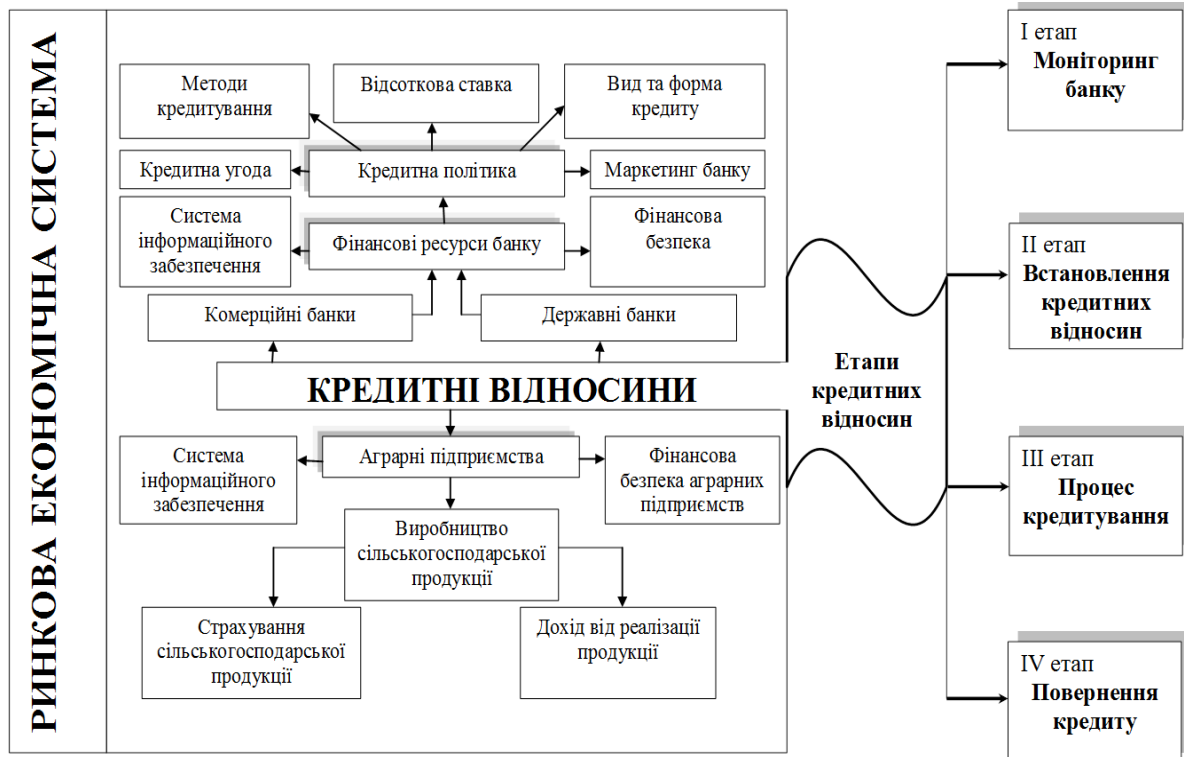 РИНКОВА ЕКОНОМІЧНА СИСТЕМА
Методи
кредитування
Відсоткова ставка
Вид та форма
кредиту
Кредитна угода
Кредитна політика
Маркетинг банку
Система
інформаційного
забезпечення
Фінансові ресурси банку
Фінансова
безпека
Комерційні банки
Державні банки
КРЕДИТНІ ВІДНОСИНИ
Аграрні підприємства
Система
інформаційного
забезпечення
Фінансова
безпека аграрних
підприємств
Виробництво
сільськогосподарської
продукції
Страхування
сільськогосподарської
продукції
Дохід від реалізації
продукції
Етапи
кредитних
відносин
І етап
Моніторинг
банку
ІІ етап
Встановлення
кредитних
відносин
ІІІ етап
Процес
кредитування
IV етап
Повернення
кредиту